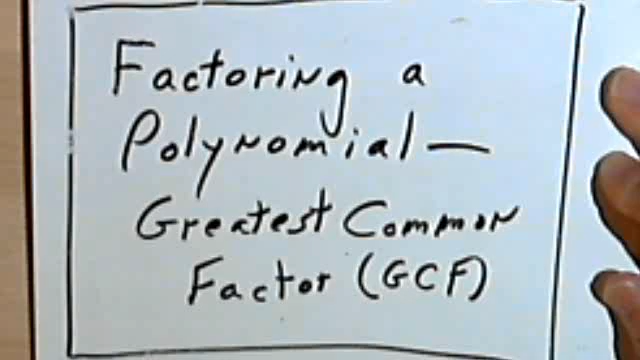 Factoring a
Polynomial —
Greatest Common
Factor (GCF)